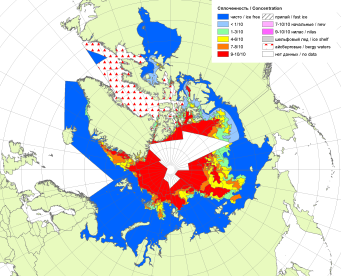 Сплоченность / Concentration
чисто / ice free
припай / fast ice
< 1/10
7-10/10 начальные / new
1-3/10
9-10/10 нилас / nilas
4-6/10
шельфовый лед / ice shelf
7-8/10
айсберговые / bergy waters
9-10/10
нет данных / no data